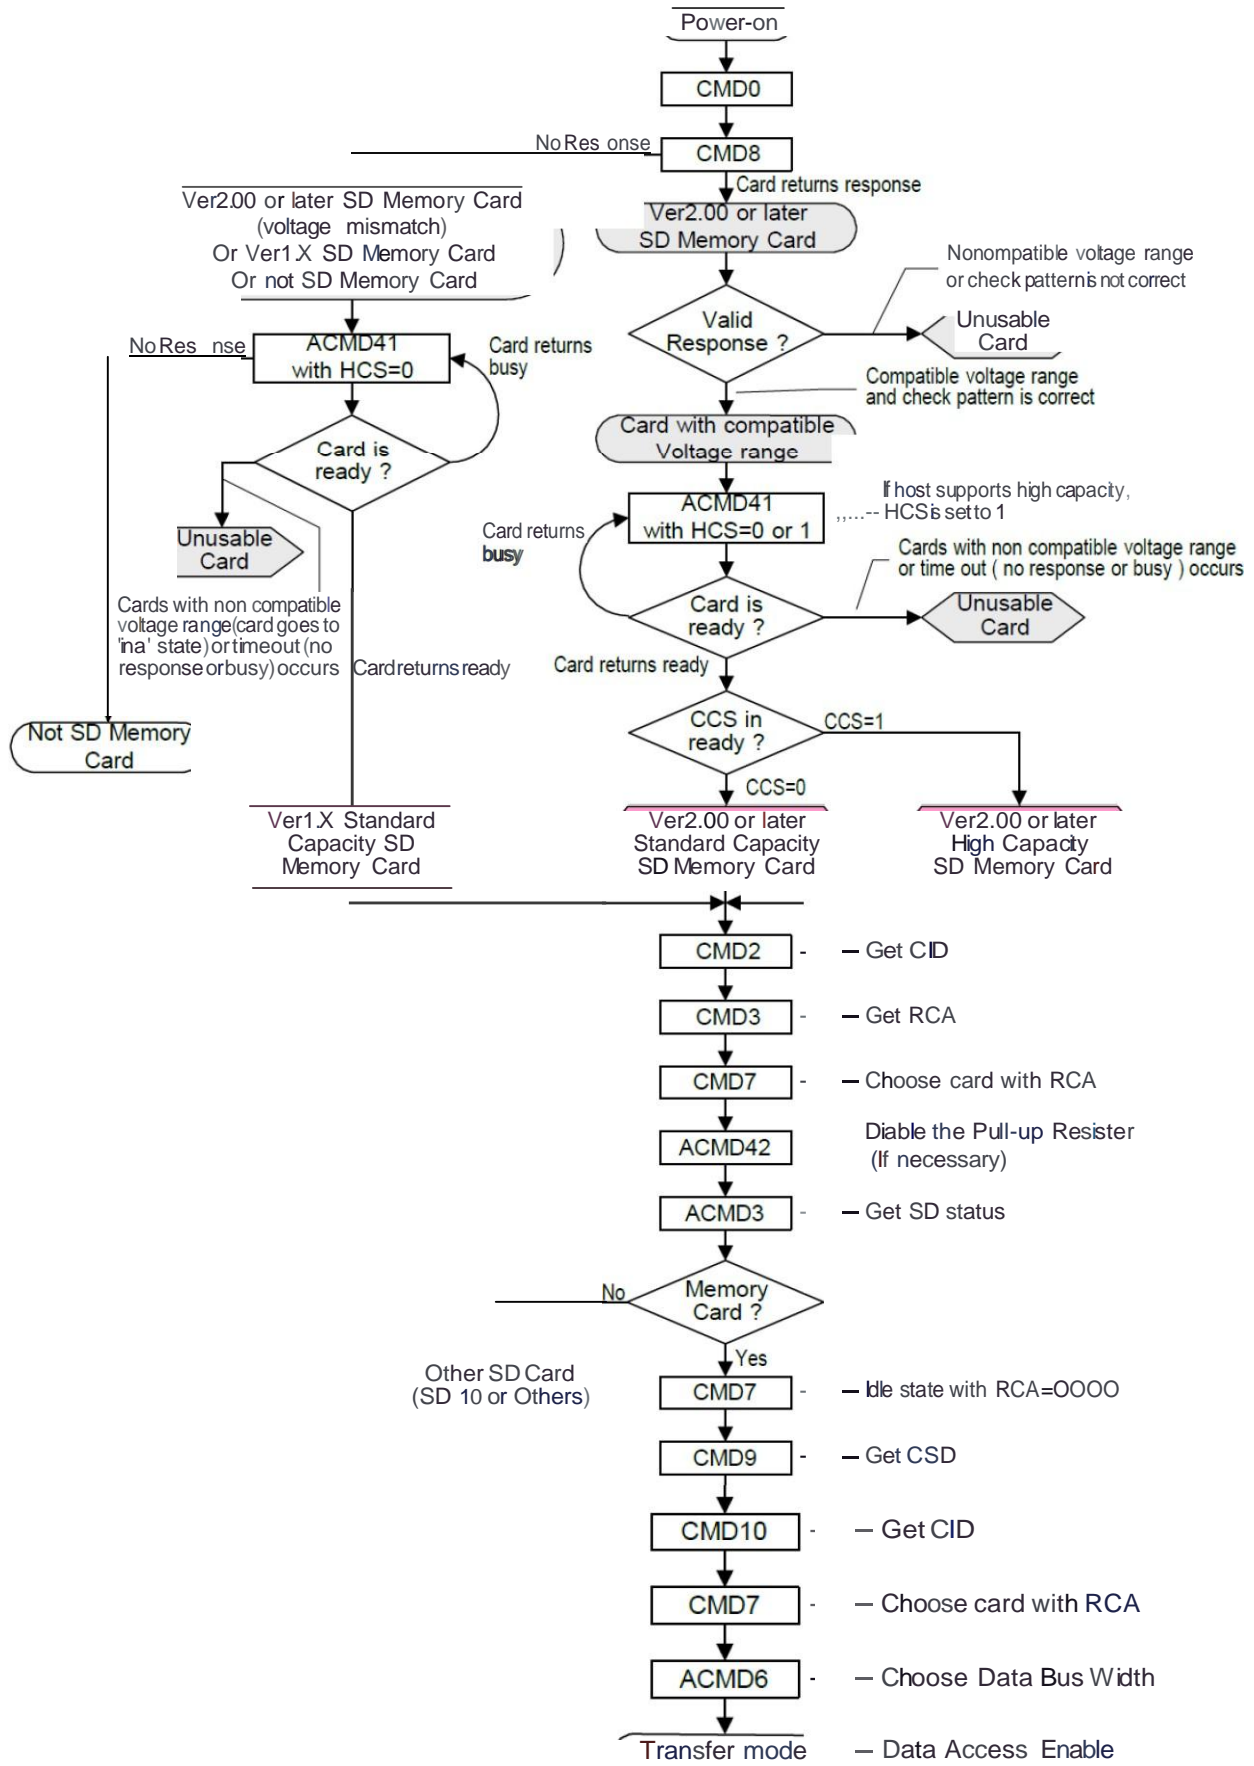 Power-on
CMD0
No Res onse
CMD8
Card returns response
Ver2.00 or later SD Memory Card
(voltage mismatch)
Or Ver1.X SD Memory Card
Or not SD Memory Card
Ver2.00 or later
SD Memory Card
Nonompatible voltage range
or check pattern is not correct
Valid
Response ?
Unusable
Card
No Res nse
ACMD41
with HCS=0
Card returns
busy
Compatible voltage range
and check pattern is correct
Card with compatible
Voltage range
Card is
ready ?
If host supports high capacity,
HCS is set to 1
ACMD41
with HCS=0 or 1
,,...--
Card returns
busy
Unusable
Card
Cards with non compatible voltage range
or time out ( no response or busy ) occurs
Cards with non compatible
voltage range(card goes to
'ina' state) or timeout (no
response or busy) occurs
Card returns ready
Card is
ready ?
Unusable
Card
Card returns ready
Not SD Memory
Card
CCS in
ready ?
CCS=1
CCS=0
Ver1.X Standard
Capacity SD
Memory Card
Ver2.00 or later
Standard Capacity
SD Memory Card
Ver2.00 or later
High Capacity
SD Memory Card
CMD2 - — Get CID
CMD3 - — Get RCA
CMD7 - — Choose card with RCA
ACMD42
Diable the Pull-up Resister
(If necessary)
ACMD3 - — Get SD status
No
Memory
Card ?
Yes
Other SD Card
(SD 10 or Others)
CMD7 - — Idle state with RCA=OOOO
CMD9 - — Get CSD
CMD10 - — Get CID
CMD7 - — Choose card with RCA
ACMD6 - — Choose Data Bus Width
Transfer mode — Data Access Enable